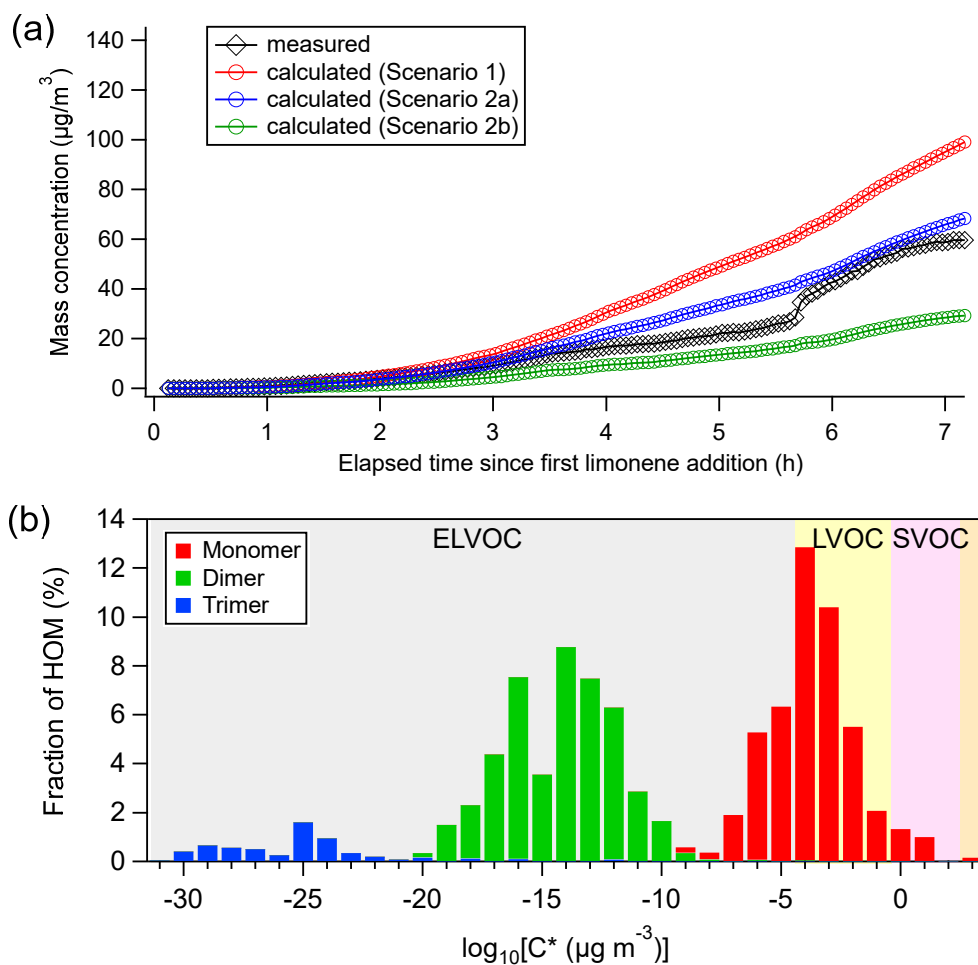 (a)
140
120
100
80
60
40
20
0
Mass concentration (µg/m³)
measured
calculated (Scenario 1)
calculated (Scenario 2a)
calculated (Scenario 2b)
0 1 2 3 4 5 6 7
Elapsed time since first limonene addition (h)
(b)
14
12
10
8
6
4
2
0
Fraction of HOM (%)
Monomer
Dimer
Trimer
ELVOC LVOC SVOC
-30 -25 -20 -15 -10 -5 0
log₁₀[C* (µg m⁻³)]